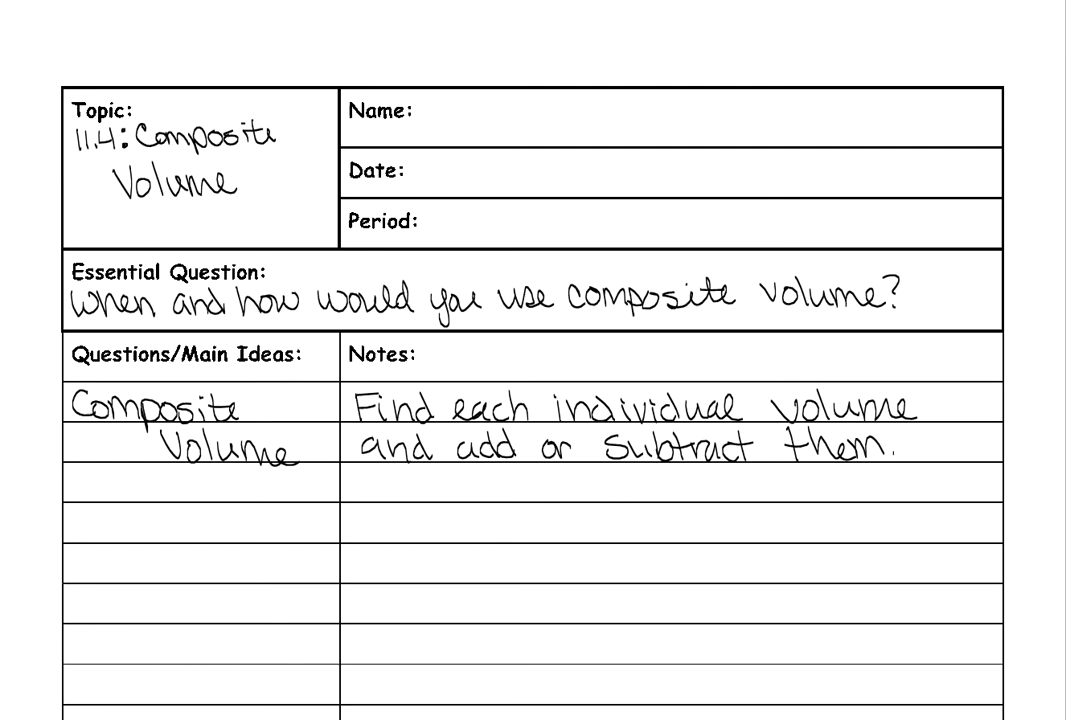 Topic:
11.4: Composite
Volume
Name:
Date:
Period:
Essential Question:
When and how would you use composite volume?
Questions/Main Ideas:
Notes:
Composite
Volume
Find each individual volume
and add or subtract them.